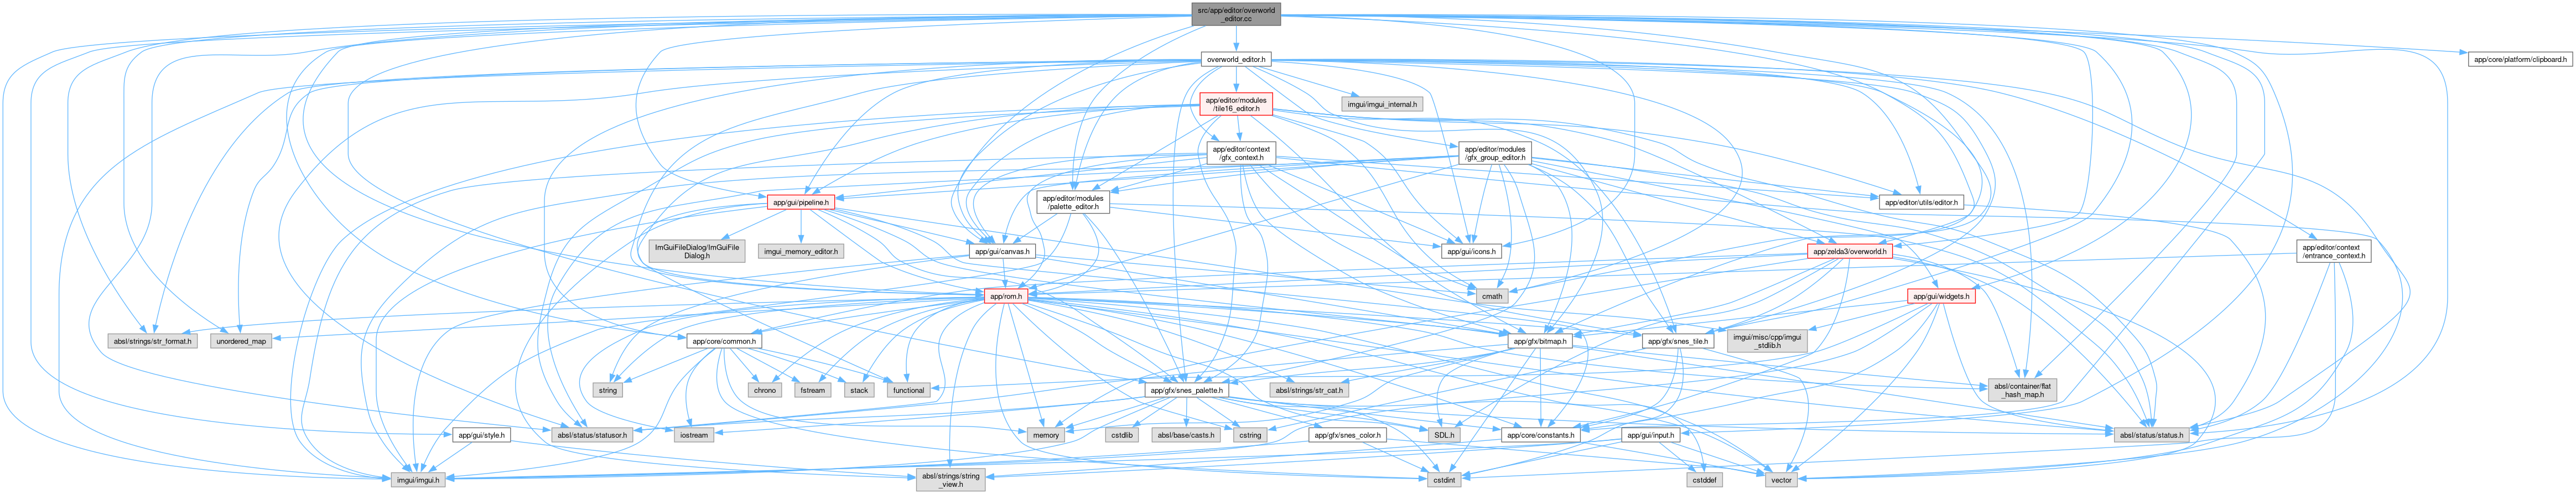 src/app/editor/overworld
_editor.cc
overworld_editor.h
app/core/platform/clipboard.h
app/editor/modules
/tile16_editor.h
imgui/imgui_internal.h
app/editor/context
/gfx_context.h
app/editor/modules
/gfx_group_editor.h
app/gui/pipeline.h
app/editor/modules
/palette_editor.h
app/editor/utils/editor.h
ImGuiFileDialog/ImGuiFile
Dialog.h
imgui_memory_editor.h
app/gui/canvas.h
app/gui/icons.h
app/zelda3/overworld.h
app/editor/context
/entrance_context.h
app/rom.h
cmath
app/gui/widgets.h
absl/strings/str_format.h
unordered_map
app/core/common.h
app/gfx/bitmap.h
app/gfx/snes_tile.h
imgui/misc/cpp/imgui
_stdlib.h
string
chrono
fstream
stack
functional
app/gfx/snes_palette.h
absl/strings/str_cat.h
absl/container/flat
_hash_map.h
app/gui/style.h
absl/status/statusor.h
iostream
memory
cstdlib
absl/base/casts.h
cstring
app/gfx/snes_color.h
SDL.h
app/core/constants.h
app/gui/input.h
absl/status/status.h
imgui/imgui.h
absl/strings/string
_view.h
cstdint
cstddef
vector